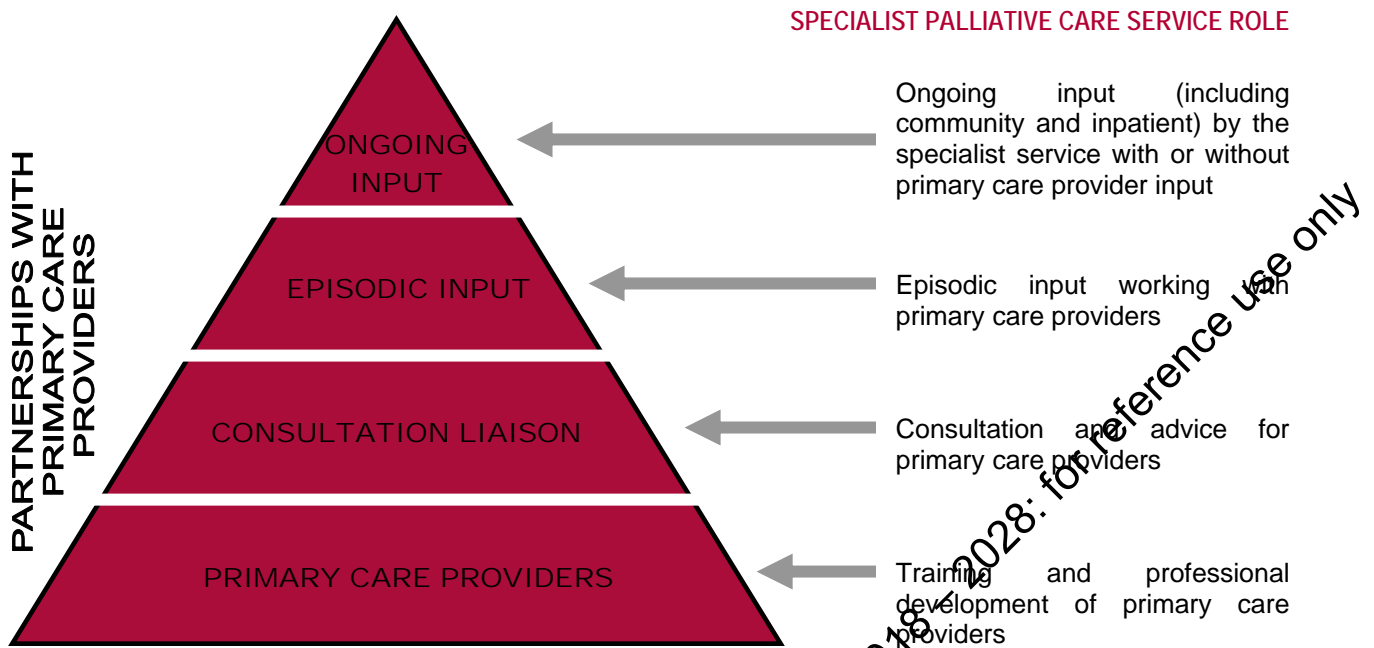 SPECIALIST PALLIATIVE CARE SERVICE ROLE
PARTNERSHIPS WITH
PRIMARY CARE
PROVIDERS
ONGOING
INPUT
Ongoing input (including
community and inpatient) by the
specialist service with or without
primary care provider input
EPISODIC INPUT
Episodic input working with
primary care providers
CONSULTATION LIAISON
Consultation and advice for
primary care providers
PRIMARY CARE PROVIDERS
Training and professional
development of primary care
providers
– 2028: for reference use only